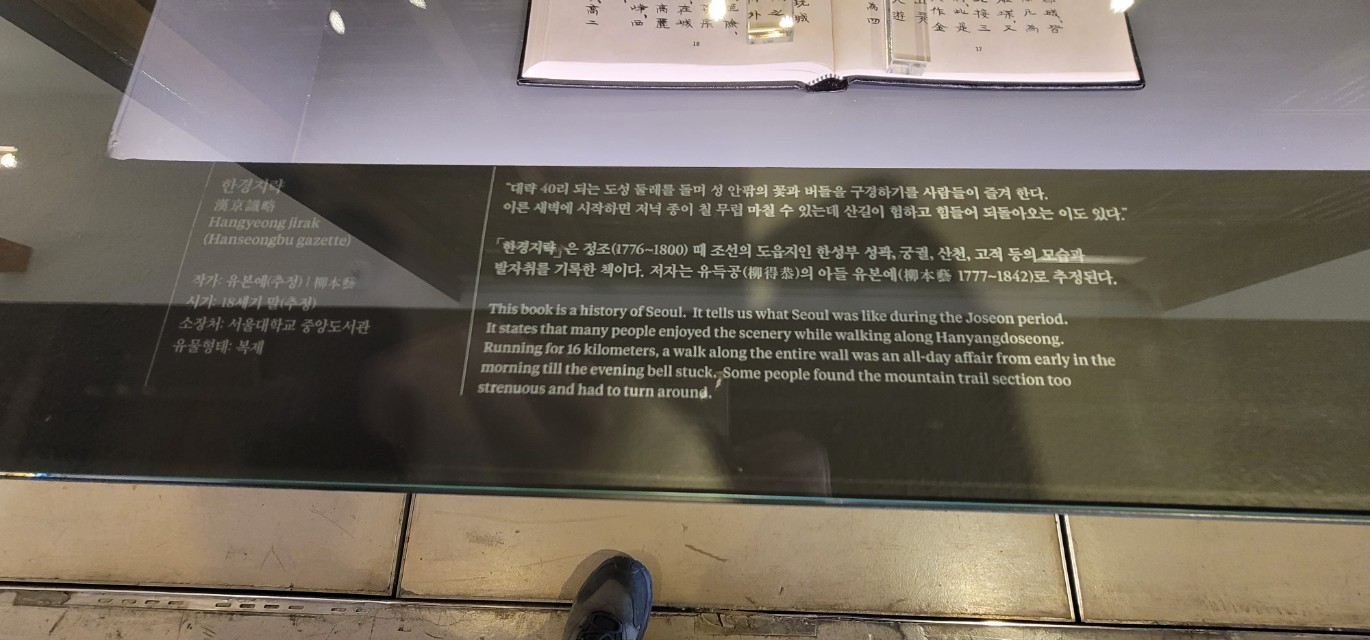 한경지략
漢京識略
Hangyeong jirak
(Hanseongbu gazette)
작가: 유본예(추정) | 柳本藝
시기: 18세기 말(추정)
소장처: 서울대학교 중앙도서관
유물형태: 복제
"대략 40리 되는 도성 둘레를 돌며 성 안팎의 꽃과 버들을 구경하기를 사람들이 즐겨 한다.
이른 새벽에 시작하면 저녁 종이 칠 무렵 마칠 수 있는데 산길이 험하고 힘들어 되돌아오는 이도 있다."
「한경지략」은 정조(1776~1800) 때 조선의 도읍지인 한성부 성곽, 궁궐, 산천, 고적 등의 모습과
발자취를 기록한 책이다. 저자는 유득공(柳得恭)의 아들 유본예(柳本藝 1777~1842)로 추정된다.
This book is a history of Seoul. It tells us what Seoul was like during the Joseon period.
It states that many people enjoyed the scenery while walking along Hanyangdoseong.
Running for 16 kilometers, a walk along the entire wall was an all-day affair from early in the
morning till the evening bell stuck. Some people found the mountain trail section too
strenuous and had to turn around.